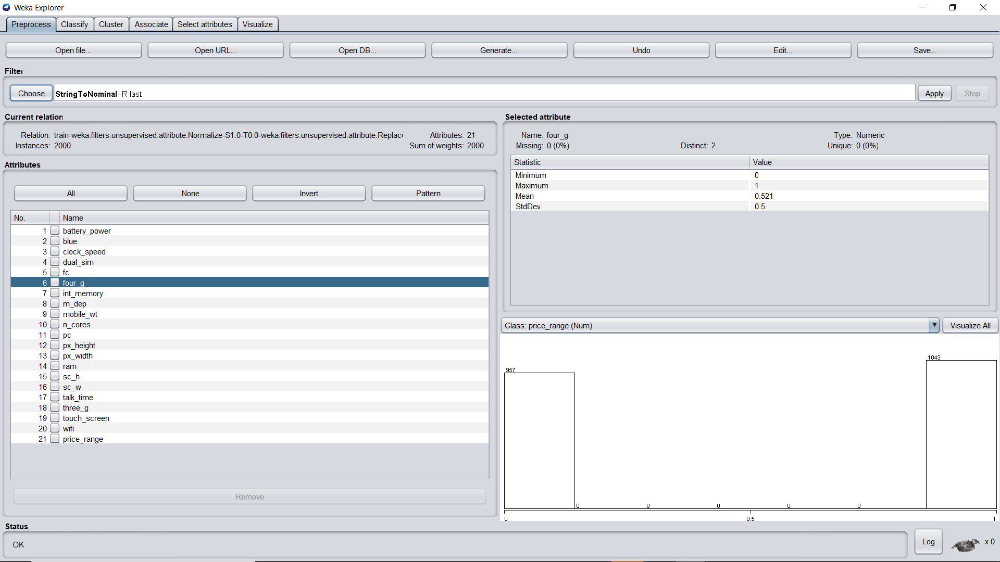 Weka Explorer
Preprocess Classify Cluster Associate Select attributes Visualize
Open file... Open URL... Open DB... Generate... Undo Edit... Save...
Filter
Choose StringToNominal -R last Apply Stop
Current relation
Relation: train-weka.filters.unsupervised.attribute.Normalize-S1.0-T0.0-weka.filters.unsupervised.attribute.Replac Attributes: 21
Instances: 2000 Sum of weights: 2000
Attributes
All None Invert Pattern
No. Name
1 battery_power
2 blue
3 clock_speed
4 dual_sim
5 fc
6 four_g
7 int_memory
8 m_dep
9 mobile_wt
10 n_cores
11 pc
12 px_height
13 px_width
14 ram
15 sc_h
16 sc_w
17 talk_time
18 three_g
19 touch_screen
20 wifi
21 price_range
Remove
Selected attribute
Name: four_g Type: Numeric
Missing: 0 (0%) Distinct: 2 Unique: 0 (0%)
Statistic Value
Minimum 0
Maximum 1
Mean 0.521
StdDev 0.5
Class: price_range (Num) Visualize All
1043
957
0 0 0 0 0
0 0.5 1
Status
OK Log x 0